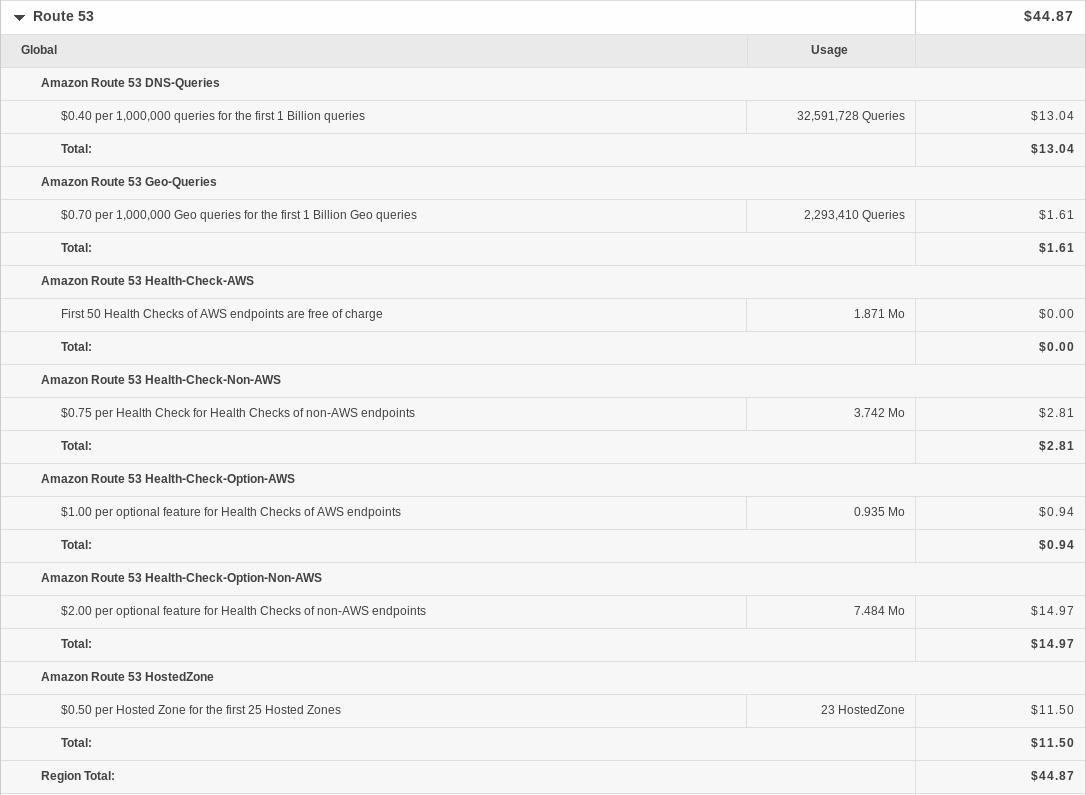 Route 53 $44.87
Global Usage
Amazon Route 53 DNS-Queries
$0.40 per 1,000,000 queries for the first 1 Billion queries 32,591,728 Queries $13.04
Total: $13.04
Amazon Route 53 Geo-Queries
$0.70 per 1,000,000 Geo queries for the first 1 Billion Geo queries 2,293,410 Queries $1.61
Total: $1.61
Amazon Route 53 Health-Check-AWS
First 50 Health Checks of AWS endpoints are free of charge 1.871 Mo $0.00
Total: $0.00
Amazon Route 53 Health-Check-Non-AWS
$0.75 per Health Check for Health Checks of non-AWS endpoints 3.742 Mo $2.81
Total: $2.81
Amazon Route 53 Health-Check-Option-AWS
$1.00 per optional feature for Health Checks of AWS endpoints 0.935 Mo $0.94
Total: $0.94
Amazon Route 53 Health-Check-Option-Non-AWS
$2.00 per optional feature for Health Checks of non-AWS endpoints 7.484 Mo $14.97
Total: $14.97
Amazon Route 53 HostedZone
$0.50 per Hosted Zone for the first 25 Hosted Zones 23 HostedZone $11.50
Total: $11.50
Region Total: $44.87